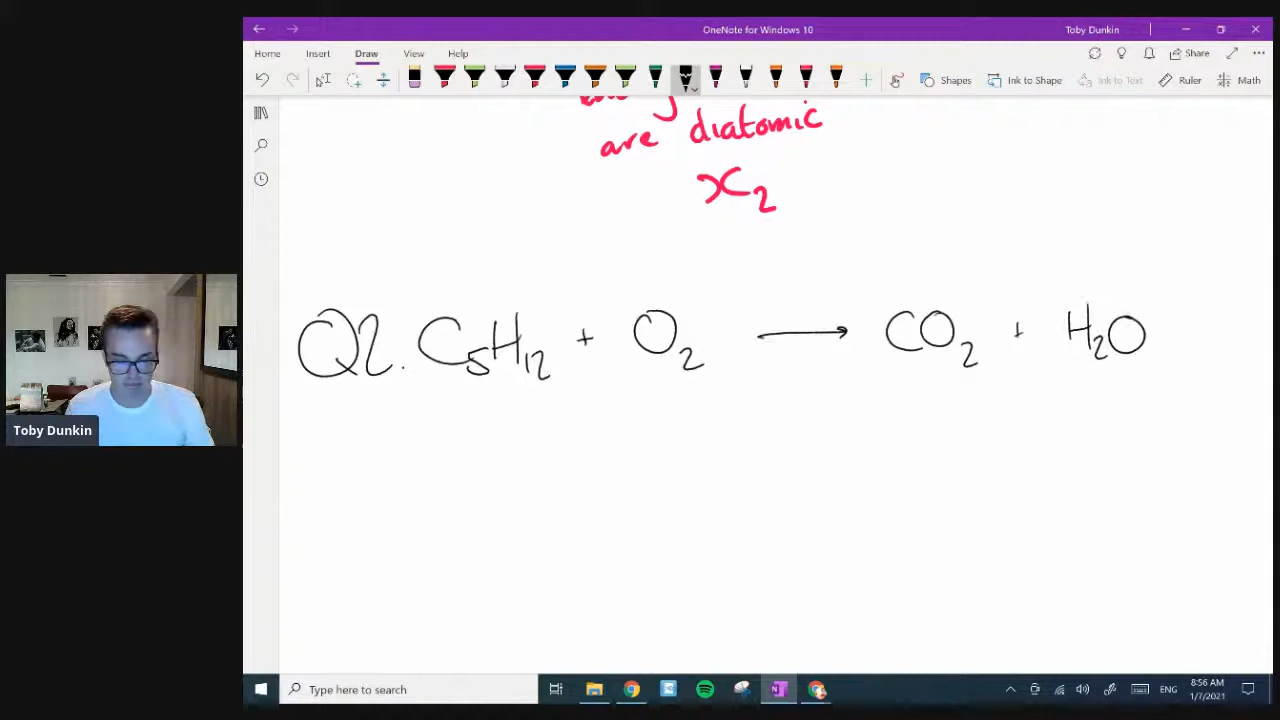 OneNote for Windows 10
Toby Dunkin
Home Insert Draw View Help
Share
Shapes Ink to Shape Ink to Text Ruler Math
are diatomic
x₂
Q2. C₅H₁₂ + O₂ → CO₂ + H₂O
Toby Dunkin
Type here to search
ENG
8:56 AM
1/7/2021